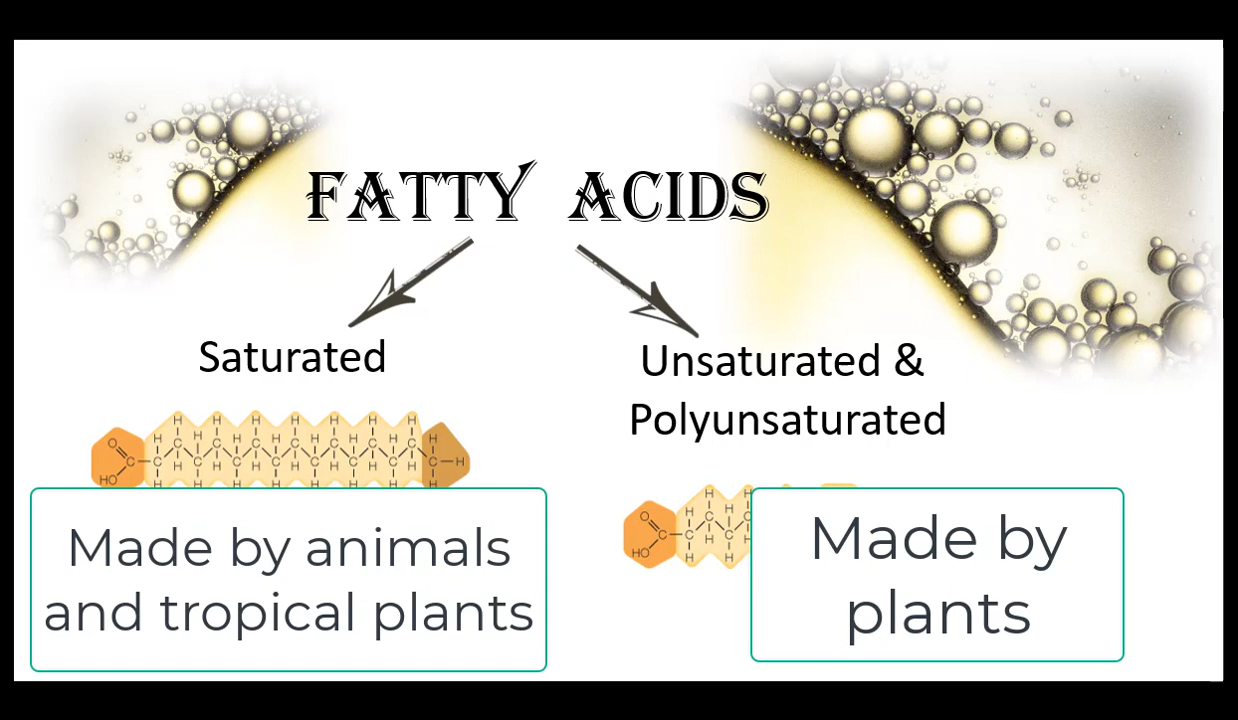 FATTY ACIDS
Saturated
Unsaturated &
Polyunsaturated
Made by animals
and tropical plants
Made by
plants